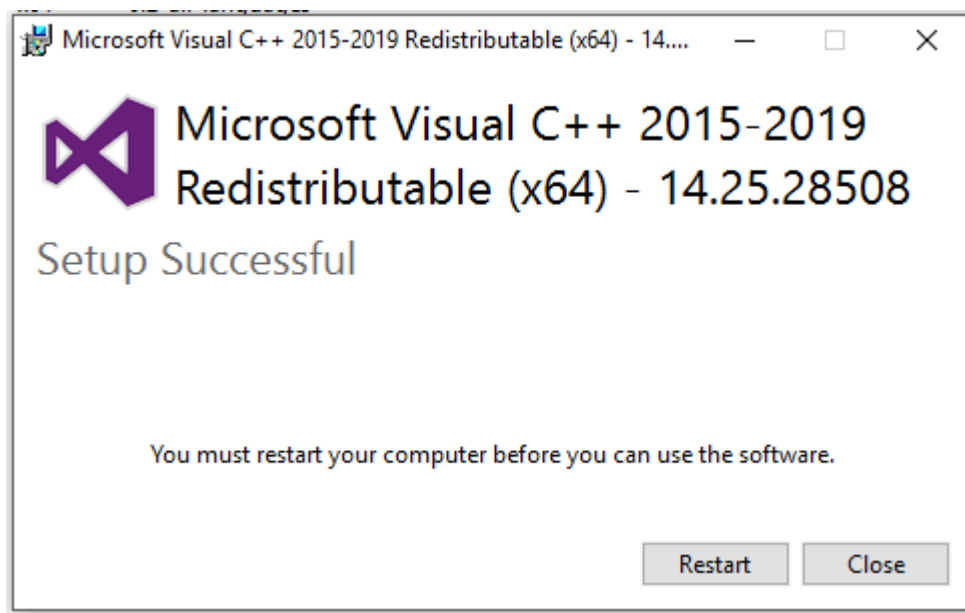 Microsoft Visual C++ 2015-2019 Redistributable (x64) - 14....
Microsoft Visual C++ 2015-2019
Redistributable (x64) - 14.25.28508
Setup Successful
You must restart your computer before you can use the software.
Restart
Close